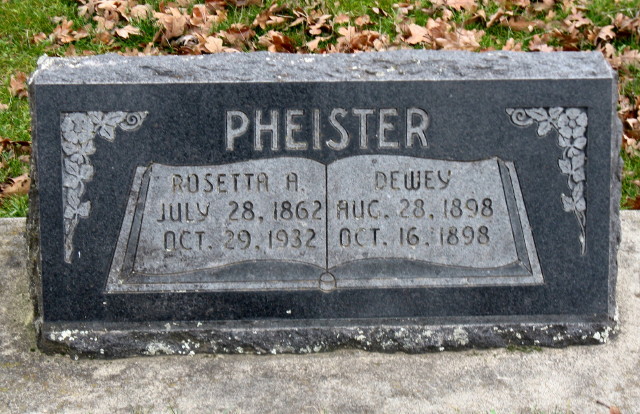 PHEISTER
ROSETTA A.
JULY 28, 1862
OCT. 29, 1932
DEWEY
AUG. 28, 1898
OCT. 16, 1898